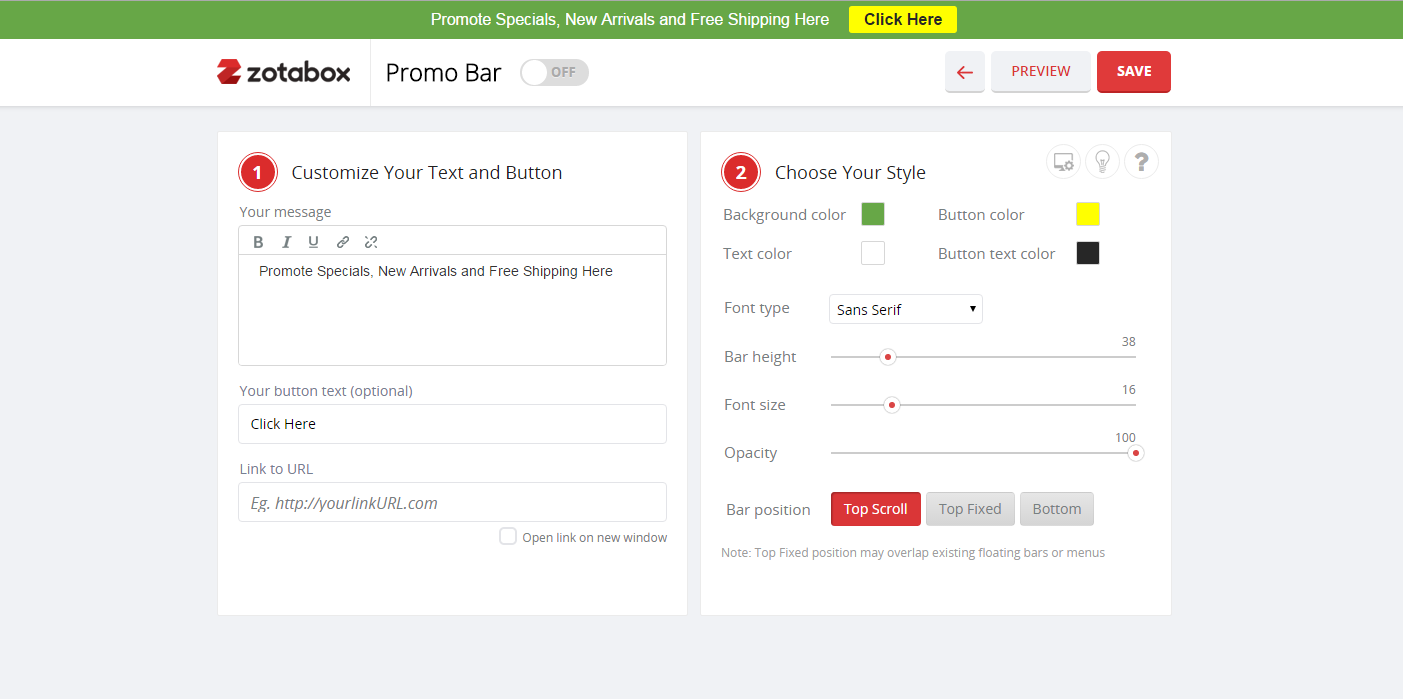 Promote Specials, New Arrivals and Free Shipping Here Click Here
zotabox Promo Bar OFF PREVIEW SAVE
1 Customize Your Text and Button
Your message
B I U
Promote Specials, New Arrivals and Free Shipping Here
Your button text (optional)
Click Here
Link to URL
Eg. http://yourlinkURL.com
Open link on new window
2 Choose Your Style ?
Background color Button color
Text color Button text color
Font type Sans Serif
Bar height 38
Font size 16
Opacity 100
Bar position Top Scroll Top Fixed Bottom
Note: Top Fixed position may overlap existing floating bars or menus